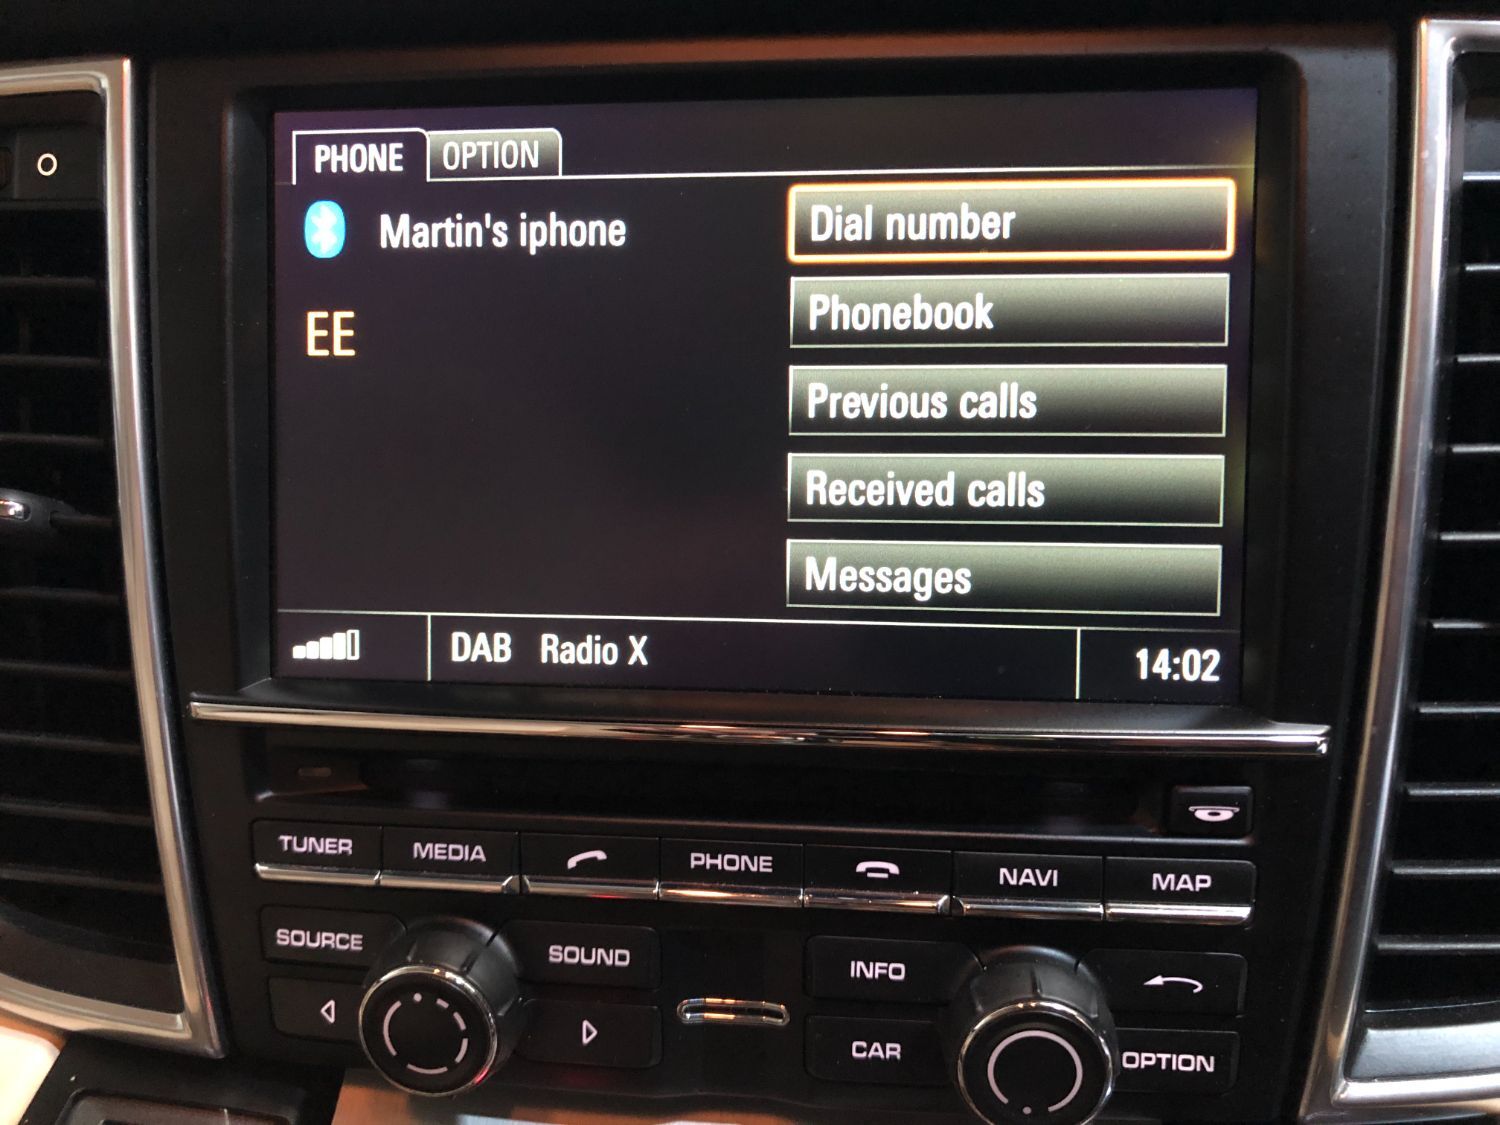 PHONE OPTION
Martin's iphone
EE
Dial number
Phonebook
Previous calls
Received calls
Messages
DAB Radio X 14:02
TUNER MEDIA PHONE NAVI MAP
SOURCE SOUND INFO
CAR OPTION